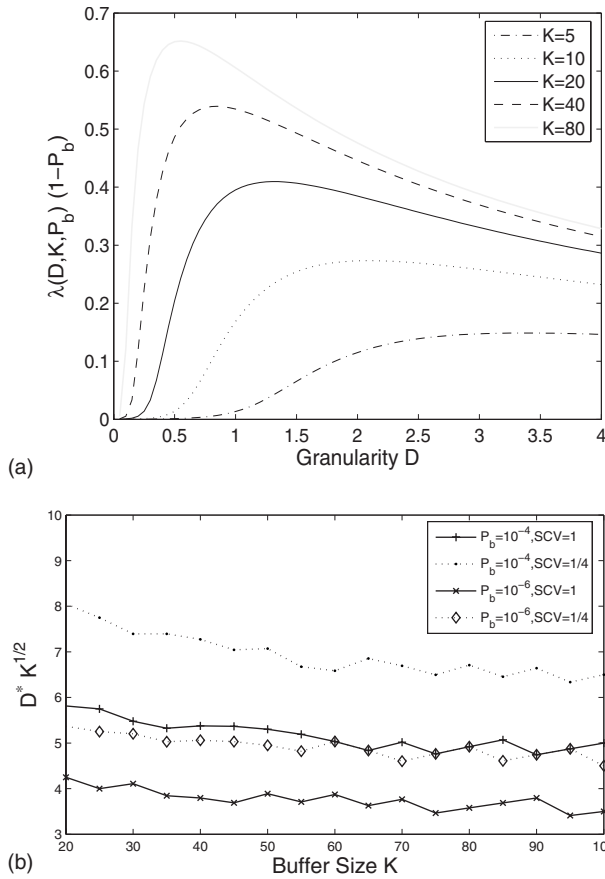 0.7
0.6
0.5
0.4
0.3
0.2
0.1
0
λ(D,K,P_b) (1−P_b)
K=5
K=10
K=20
K=40
K=80
0 0.5 1 1.5 2 2.5 3 3.5 4
Granularity D
(a)
10
9
8
7
6
5
4
3
D* K^{1/2}
P_b=10^{-4},SCV=1
P_b=10^{-4},SCV=1/4
P_b=10^{-6},SCV=1
P_b=10^{-6},SCV=1/4
20 30 40 50 60 70 80 90 100
Buffer Size K
(b)